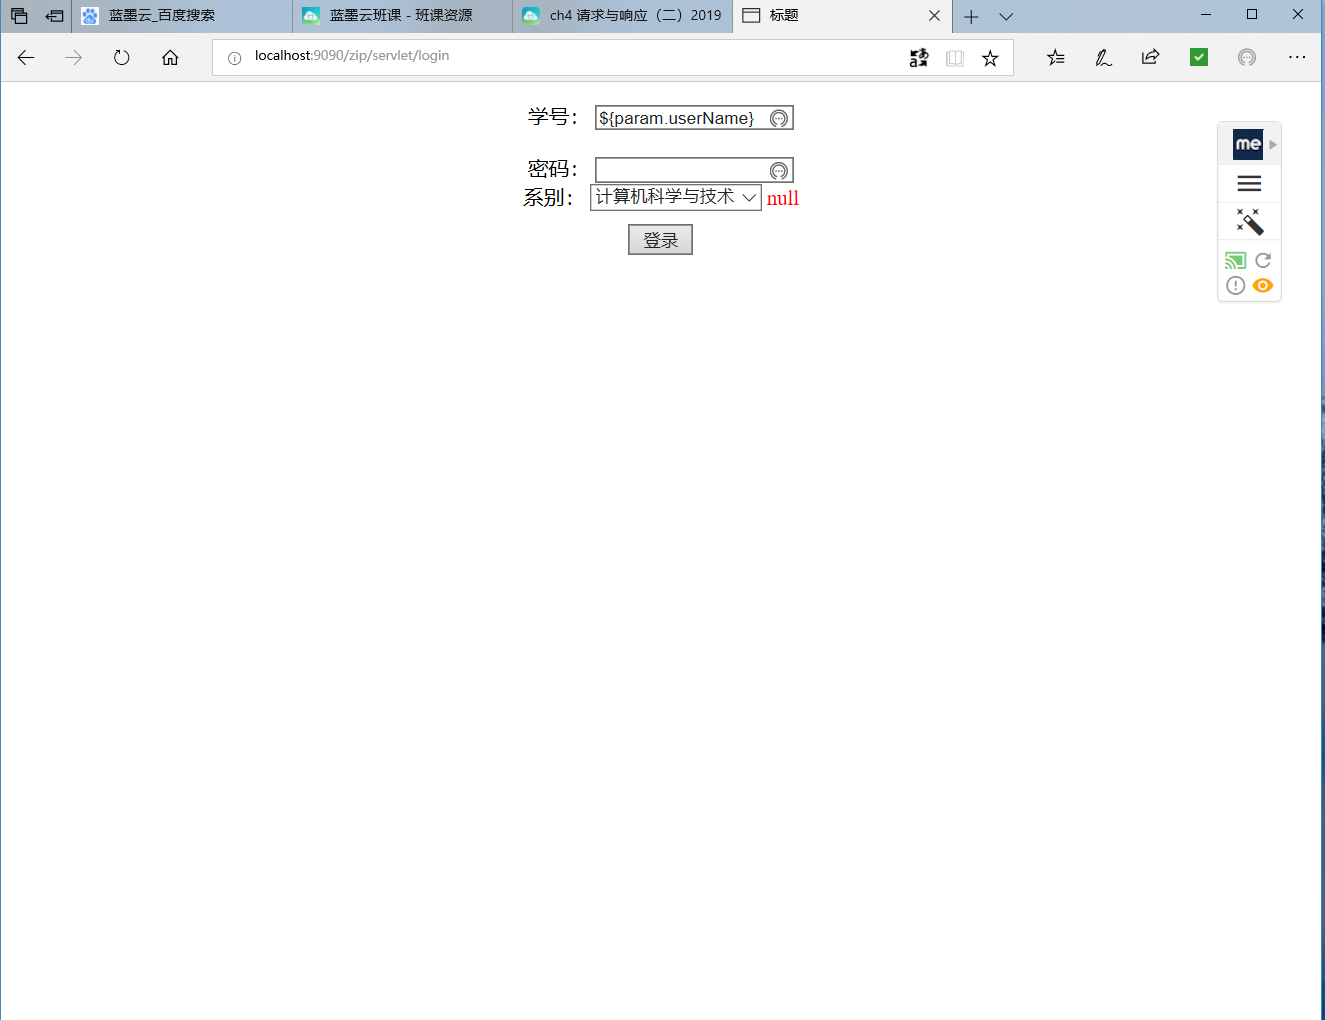 蓝墨云_百度搜索
蓝墨云班课 - 班课资源
ch4 请求与响应（二）2019
标题
localhost:9090/zip/servlet/login
学号： ${param.userName}
密码：
系别： 计算机科学与技术 null
登录
me